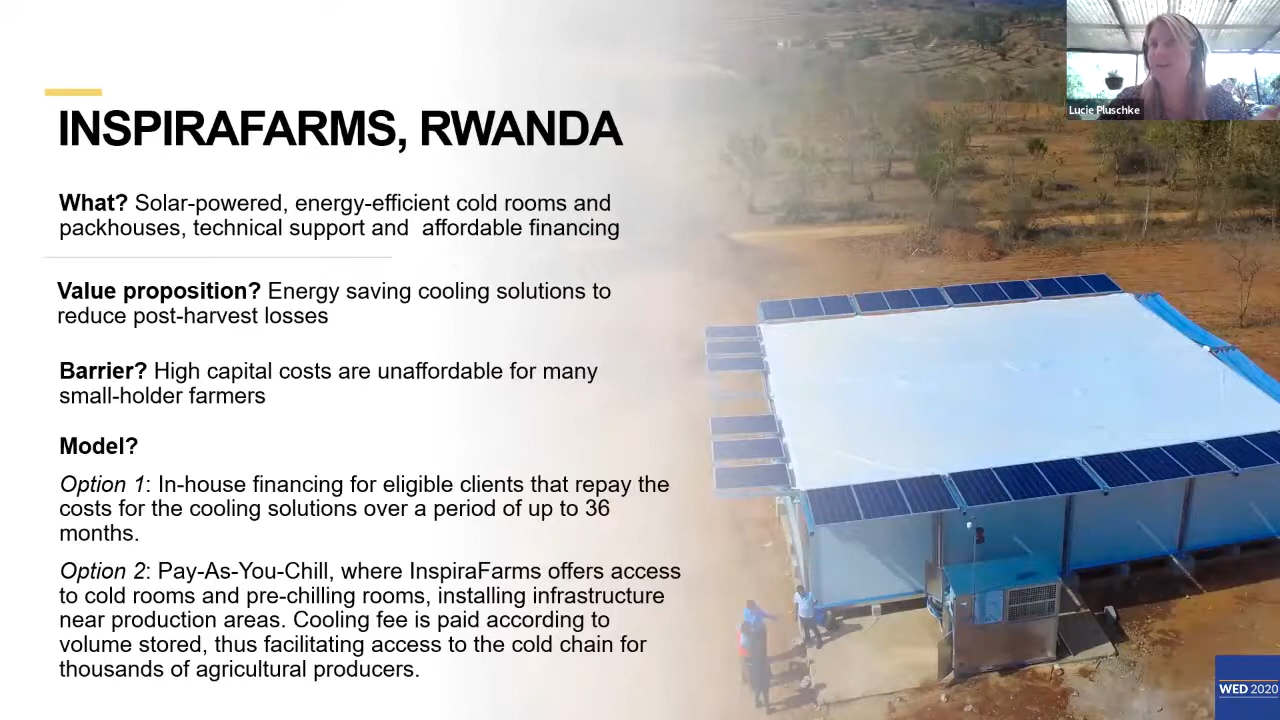 Lucie Pluschke
INSPIRAFARMS, RWANDA
What? Solar-powered, energy-efficient cold rooms and
packhouses, technical support and  affordable financing
Value proposition? Energy saving cooling solutions to
reduce post-harvest losses
Barrier? High capital costs are unaffordable for many
small-holder farmers
Model?
Option 1: In-house financing for eligible clients that repay the
costs for the cooling solutions over a period of up to 36
months.
Option 2: Pay-As-You-Chill, where InspiraFarms offers access
to cold rooms and pre-chilling rooms, installing infrastructure
near production areas. Cooling fee is paid according to
volume stored, thus facilitating access to the cold chain for
thousands of agricultural producers.
WED 2020